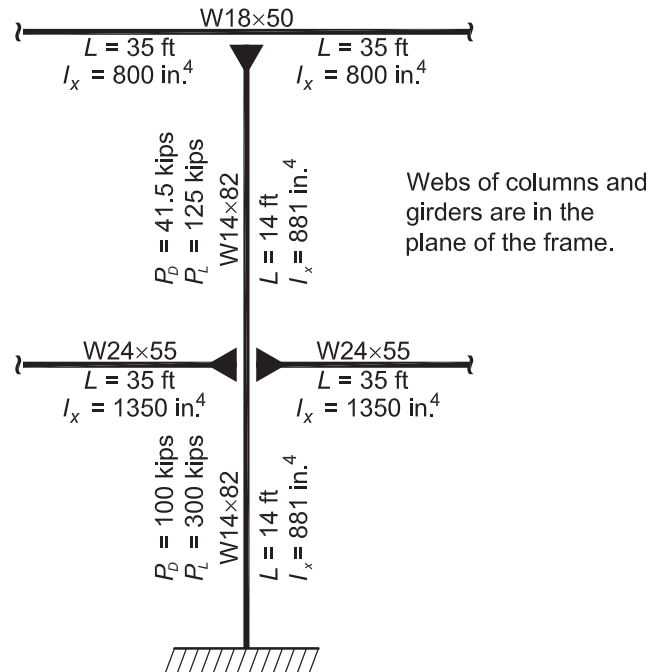 W18×50
L = 35 ft
I_x = 800 in.⁴
L = 35 ft
I_x = 800 in.⁴
P_D = 41.5 kips
P_L = 125 kips
W14×82
L = 14 ft
I_x = 881 in.⁴
Webs of columns and
girders are in the
plane of the frame.
W24×55
L = 35 ft
I_x = 1350 in.⁴
W24×55
L = 35 ft
I_x = 1350 in.⁴
P_D = 100 kips
P_L = 300 kips
W14×82
L = 14 ft
I_x = 881 in.⁴